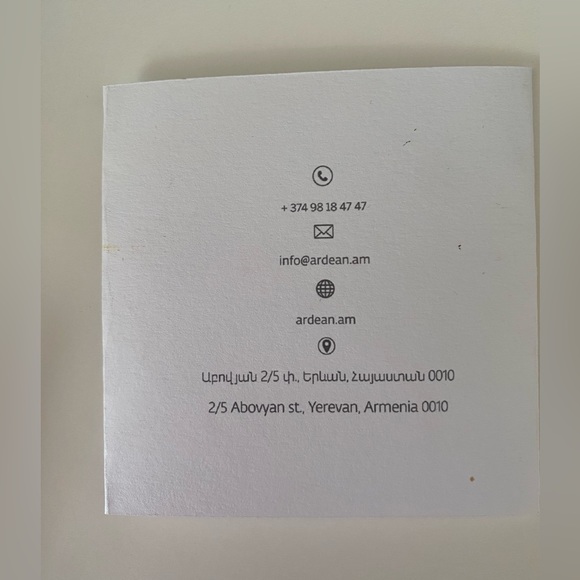 + 374 98 18 47 47
info@ardean.am
ardean.am
Աբովյան 2/5 փ., Երևան, Հայաստան 0010
2/5 Abovyan st., Yerevan, Armenia 0010